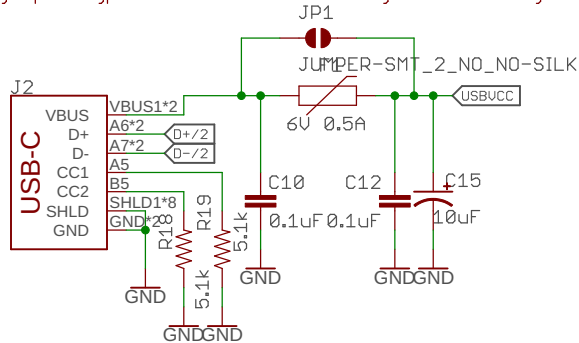 JP1
JUMPER-SMT_2_NO_NO-SILK
F1
J2
USB-C
VBUS VBUS1*2
D+ A6*2 D+/2
D- A7*2 D-/2
CC1 A5
CC2 B5
SHLD SHLD1*8
GND GND*2
USBVCC
6V 0.5A
R18
5.1k
R19
5.1k
C10
0.1uF
C12
0.1uF
C15
10uF
GND
GND
GND
GND
GND
GND